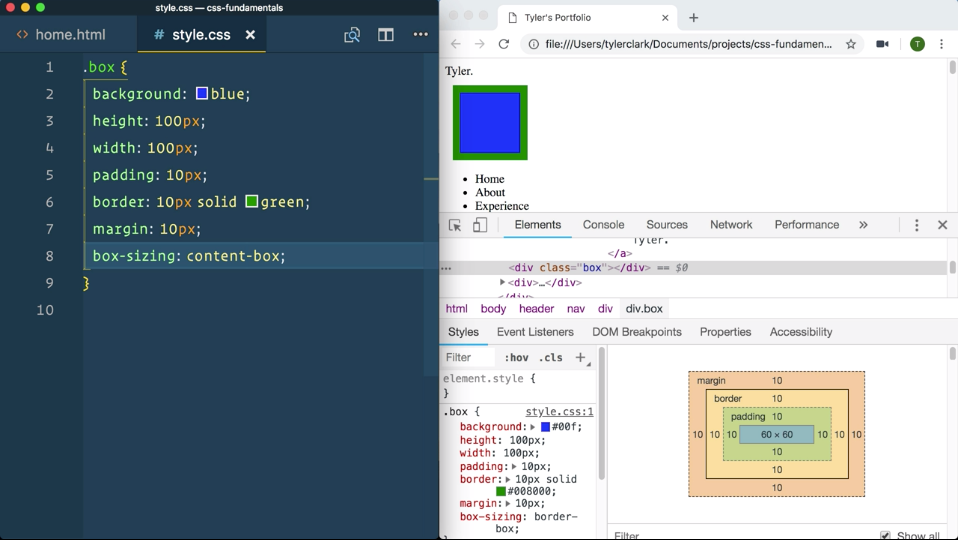 style.css — css-fundamentals
<> home.html
# style.css ×
1 .box {
2 background: blue;
3 height: 100px;
4 width: 100px;
5 padding: 10px;
6 border: 10px solid green;
7 margin: 10px;
8 box-sizing: content-box;
9 }
10
Tyler's Portfolio
file:///Users/tylerclark/Documents/projects/css-fundamen...
T
Tyler.
• Home
• About
• Experience
Elements Console Sources Network Performance »
Tyler.
</a>
... <div class="box"></div> == $0
<div>…</div>
</div>
html body header nav div div.box
Styles Event Listeners DOM Breakpoints Properties Accessibility
Filter :hov .cls +
element.style {
}
.box { style.css:1
background: #00f;
height: 100px;
width: 100px;
padding: 10px;
border: 10px solid
#008000;
margin: 10px;
box-sizing: border-
box;
margin 10
border 10
padding 10
10 10 10 60 × 60 10 10 10
10
10
10
Filter Show all